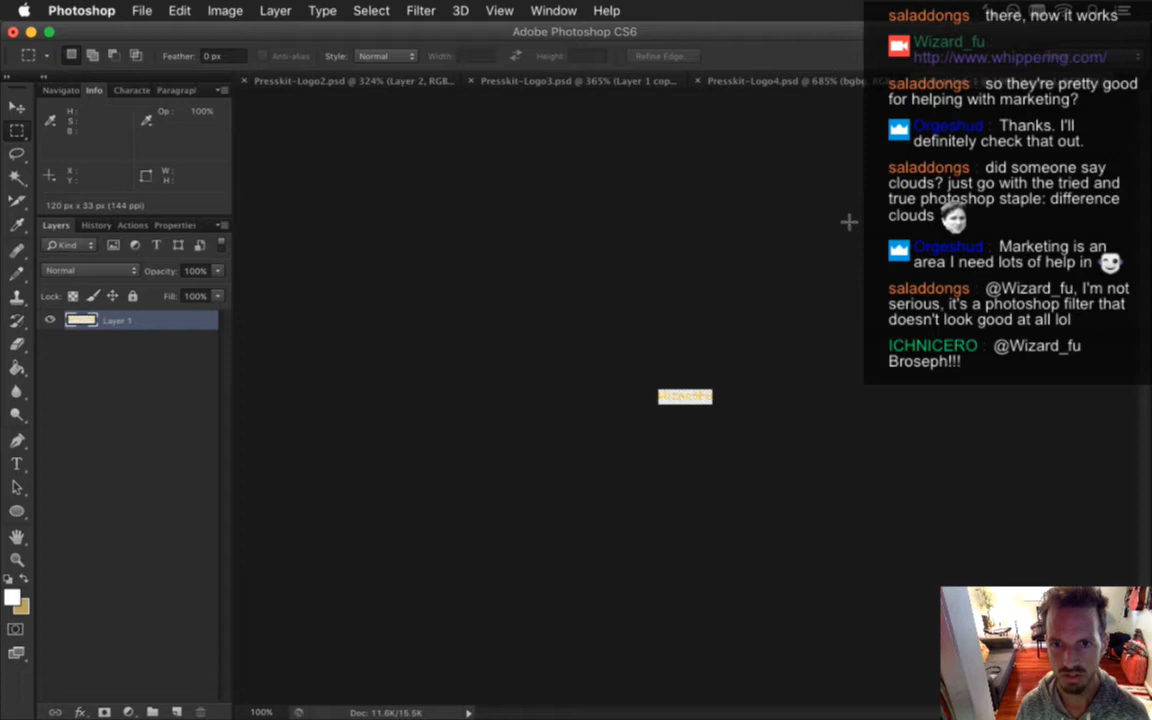 Photoshop File Edit Image Layer Type Select Filter 3D View Window Help
Adobe Photoshop CS6
Feather: 0 px Anti-alias Style: Normal Width: Height: Refine Edge...
Presskit-Logo2.psd @ 324% (Layer 2, RGB... Presskit-Logo3.psd @ 365% (Layer 1 cop... Presskit-Logo4.psd @ 685% (bgbg,
Navigato Info Characte Paragrap
H: Op: 100%
S:
B:
X: W:
Y: H:
120 px x 33 px (144 ppi)
Layers History Actions Properties
Kind
Normal Opacity: 100%
Lock: Fill: 100%
Layer 1
100% Doc: 11.6K/15.5K
saladdongs there, now it works
Wizard_fu
http://www.whippering.com/
saladdongs : so they're pretty good
for helping with marketing?
Orgeshud : Thanks. I'll
definitely check that out.
saladdongs : did someone say
clouds? just go with the tried and
true photoshop staple: difference
clouds
Orgeshud : Marketing is an
area I need lots of help in
saladdongs : @Wizard_fu, I'm not
serious, it's a photoshop filter that
doesn't look good at all lol
ICHNICERO : @Wizard_fu
Broseph!!!